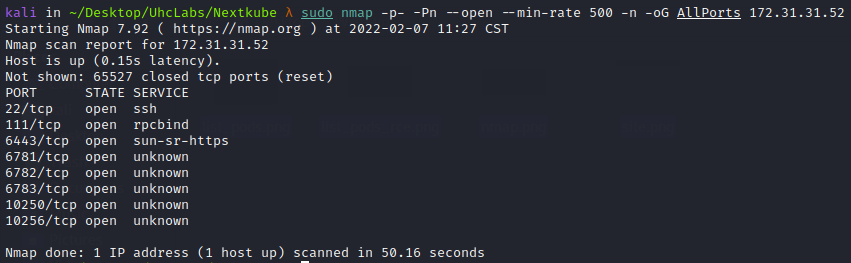 kali in ~/Desktop/UhcLabs/Nextkube λ sudo nmap -p- -Pn --open --min-rate 500 -n -oG AllPorts 172.31.31.52
Starting Nmap 7.92 ( https://nmap.org ) at 2022-02-07 11:27 CST
Nmap scan report for 172.31.31.52
Host is up (0.15s latency).
Not shown: 65527 closed tcp ports (reset)
PORT      STATE SERVICE
22/tcp    open  ssh
111/tcp   open  rpcbind
6443/tcp  open  sun-sr-https
6781/tcp  open  unknown
6782/tcp  open  unknown
6783/tcp  open  unknown
10250/tcp open  unknown
10256/tcp open  unknown
Nmap done: 1 IP address (1 host up) scanned in 50.16 seconds